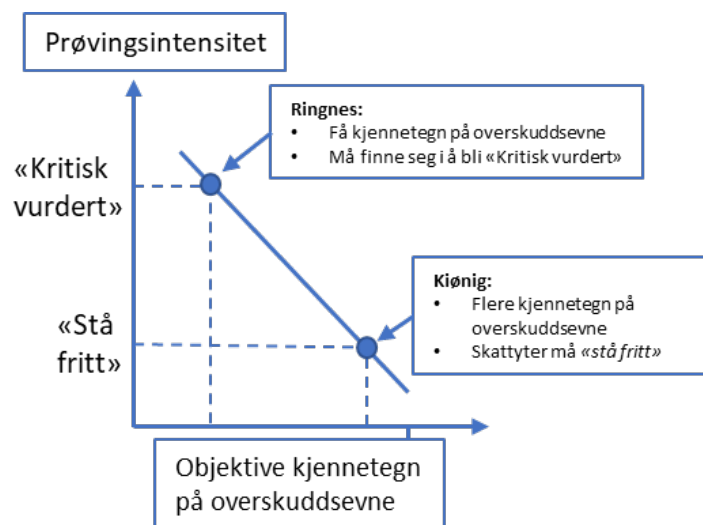 Prøvingsintensitet
Ringnes:
• Få kjennetegn på overskuddsevne
• Må finne seg i å bli «Kritisk vurdert»
«Kritisk
vurdert»
Kiønig:
• Flere kjennetegn på
overskuddsevne
• Skattyter må «stå fritt»
«Stå
fritt»
Objektive kjennetegn
på overskuddsevne